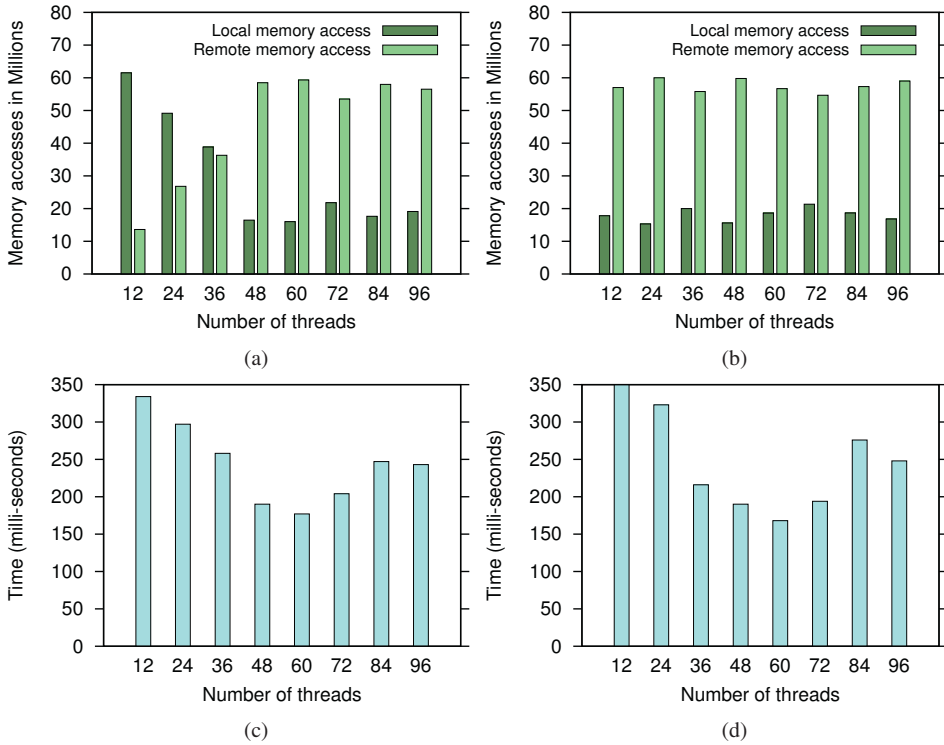 80
70
60
50
40
30
20
10
0
Memory accesses in Millions
Local memory access
Remote memory access
12 24 36 48 60 72 84 96
Number of threads
(a)
80
70
60
50
40
30
20
10
0
Memory accesses in Millions
Local memory access
Remote memory access
12 24 36 48 60 72 84 96
Number of threads
(b)
350
300
250
200
150
100
50
0
Time (milli-seconds)
12 24 36 48 60 72 84 96
Number of threads
(c)
350
300
250
200
150
100
50
0
Time (milli-seconds)
12 24 36 48 60 72 84 96
Number of threads
(d)